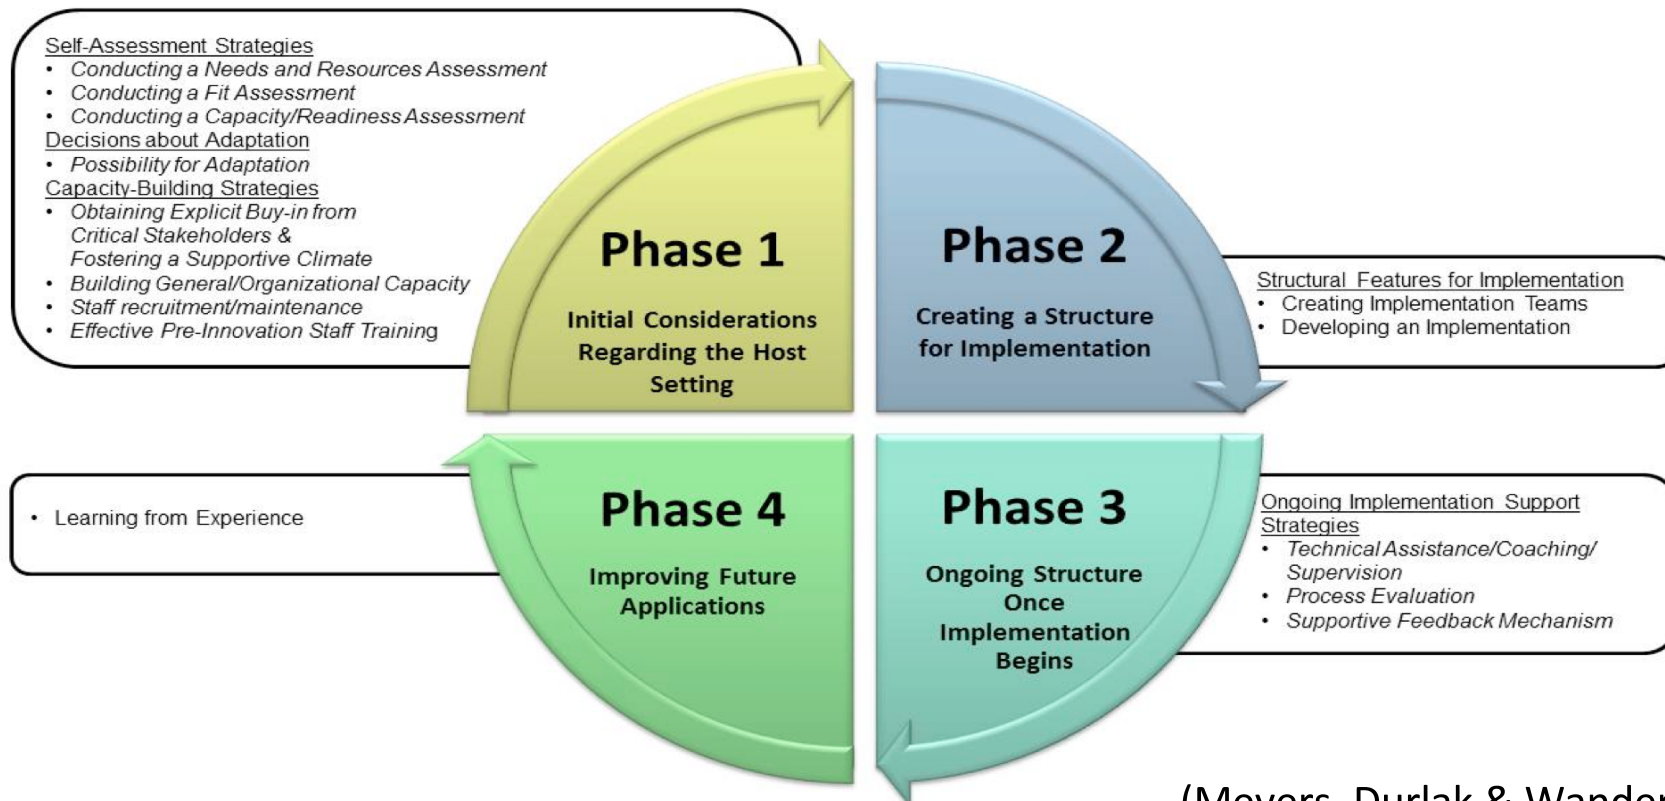 Self-Assessment Strategies
• Conducting a Needs and Resources Assessment
• Conducting a Fit Assessment
• Conducting a Capacity/Readiness Assessment
Decisions about Adaptation
• Possibility for Adaptation
Capacity-Building Strategies
• Obtaining Explicit Buy-in from
Critical Stakeholders &
Fostering a Supportive Climate
• Building General/Organizational Capacity
• Staff recruitment/maintenance
• Effective Pre-Innovation Staff Training
Phase 1
Initial Considerations
Regarding the Host
Setting
Phase 2
Creating a Structure
for Implementation
Structural Features for Implementation
• Creating Implementation Teams
• Developing an Implementation
Phase 3
Ongoing Structure
Once
Implementation
Begins
Ongoing Implementation Support
Strategies
• Technical Assistance/Coaching/
Supervision
• Process Evaluation
• Supportive Feedback Mechanism
Phase 4
Improving Future
Applications
• Learning from Experience
(Meyers, Durlak & Wander